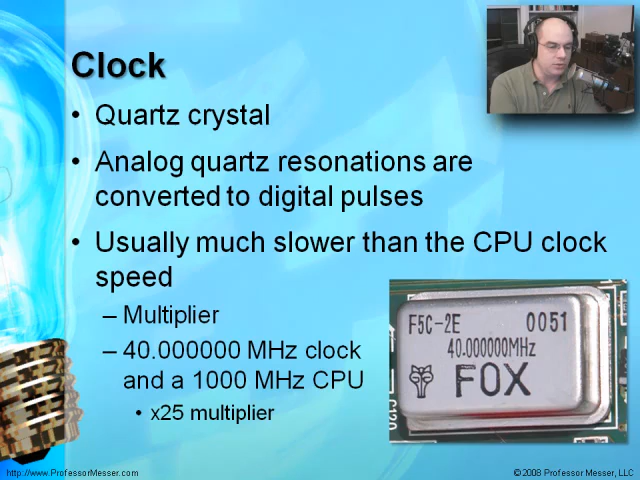 Clock
• Quartz crystal
• Analog quartz resonations are
converted to digital pulses
• Usually much slower than the CPU clock
speed
– Multiplier
– 40.000000 MHz clock
and a 1000 MHz CPU
• x25 multiplier
F5C-2E 0051
40.000000MHz
FOX
http://www.ProfessorMesser.com
©2008 Professor Messer, LLC